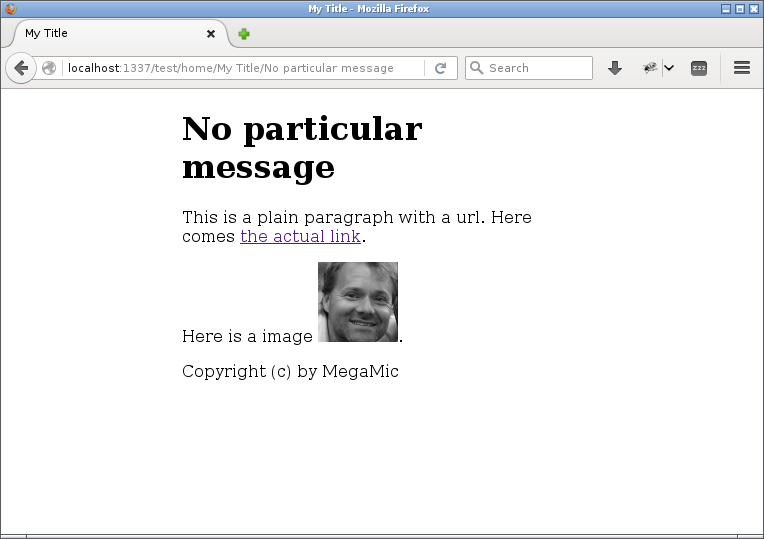 My Title - Mozilla Firefox
My Title
localhost:1337/test/home/My Title/No particular message
Search
zzz
No particular
message
This is a plain paragraph with a url. Here
comes the actual link.
Here is a image .
Copyright (c) by MegaMic